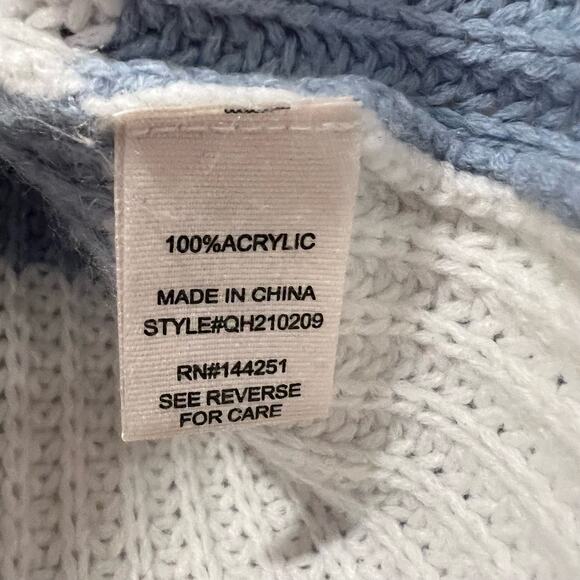 100%ACRYLIC
MADE IN CHINA
STYLE#QH210209
RN#144251
SEE REVERSE
FOR CARE